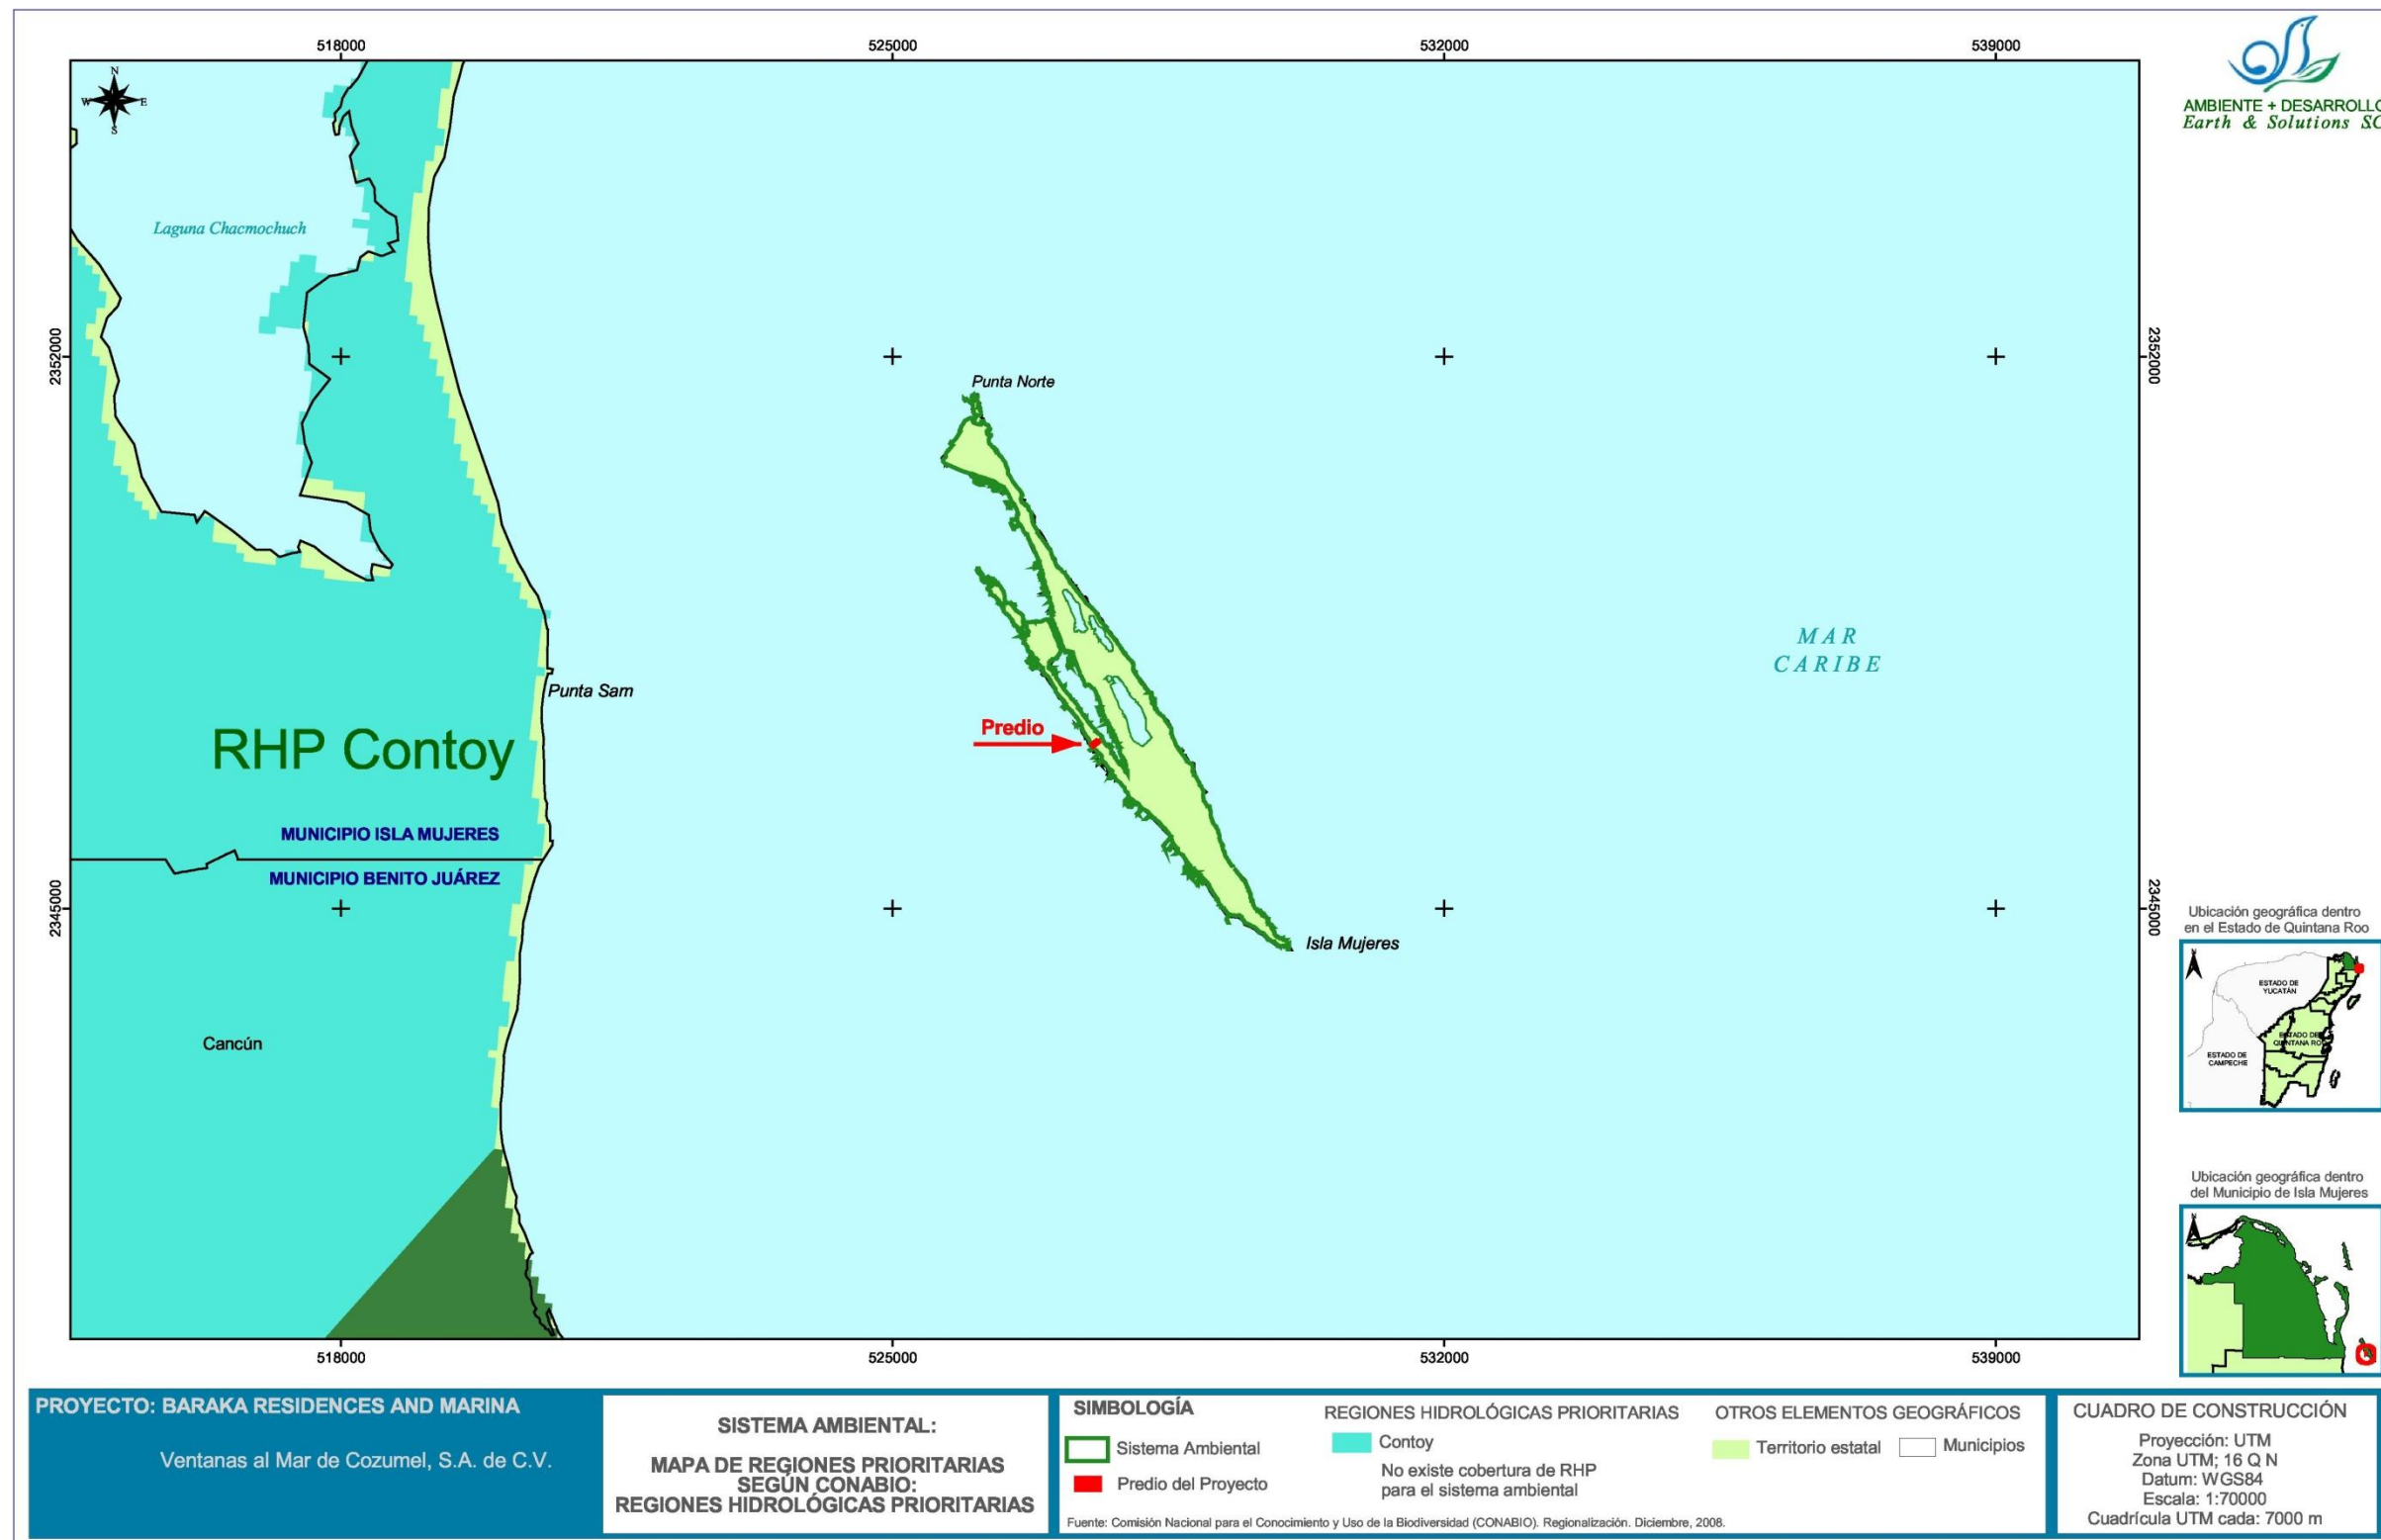 518000
525000
532000
539000
AMBIENTE + DESARROLLO
Earth & Solutions SC
N
W
E
S
Laguna Chacmochuch
2352000
2352000
Punta Norte
MAR
CARIBE
Punta Sam
Predio
RHP Contoy
MUNICIPIO ISLA MUJERES
MUNICIPIO BENITO JUÁREZ
2345000
2345000
Isla Mujeres
Cancún
Ubicación geográfica dentro
en el Estado de Quintana Roo
N
ESTADO DE
YUCATÁN
ESTADO DE
QUINTANA ROO
ESTADO DE
CAMPECHE
Ubicación geográfica dentro
del Municipio de Isla Mujeres
N
518000
525000
532000
539000
PROYECTO: BARAKA RESIDENCES AND MARINA
Ventanas al Mar de Cozumel, S.A. de C.V.
SISTEMA AMBIENTAL:
MAPA DE REGIONES PRIORITARIAS
SEGÚN CONABIO:
REGIONES HIDROLÓGICAS PRIORITARIAS
SIMBOLOGÍA
Sistema Ambiental
Predio del Proyecto
REGIONES HIDROLÓGICAS PRIORITARIAS
Contoy
No existe cobertura de RHP
para el sistema ambiental
OTROS ELEMENTOS GEOGRÁFICOS
Territorio estatal
Municipios
Fuente: Comisión Nacional para el Conocimiento y Uso de la Biodiversidad (CONABIO). Regionalización. Diciembre, 2008.
CUADRO DE CONSTRUCCIÓN
Proyección: UTM
Zona UTM; 16 Q N
Datum: WGS84
Escala: 1:70000
Cuadrícula UTM cada: 7000 m